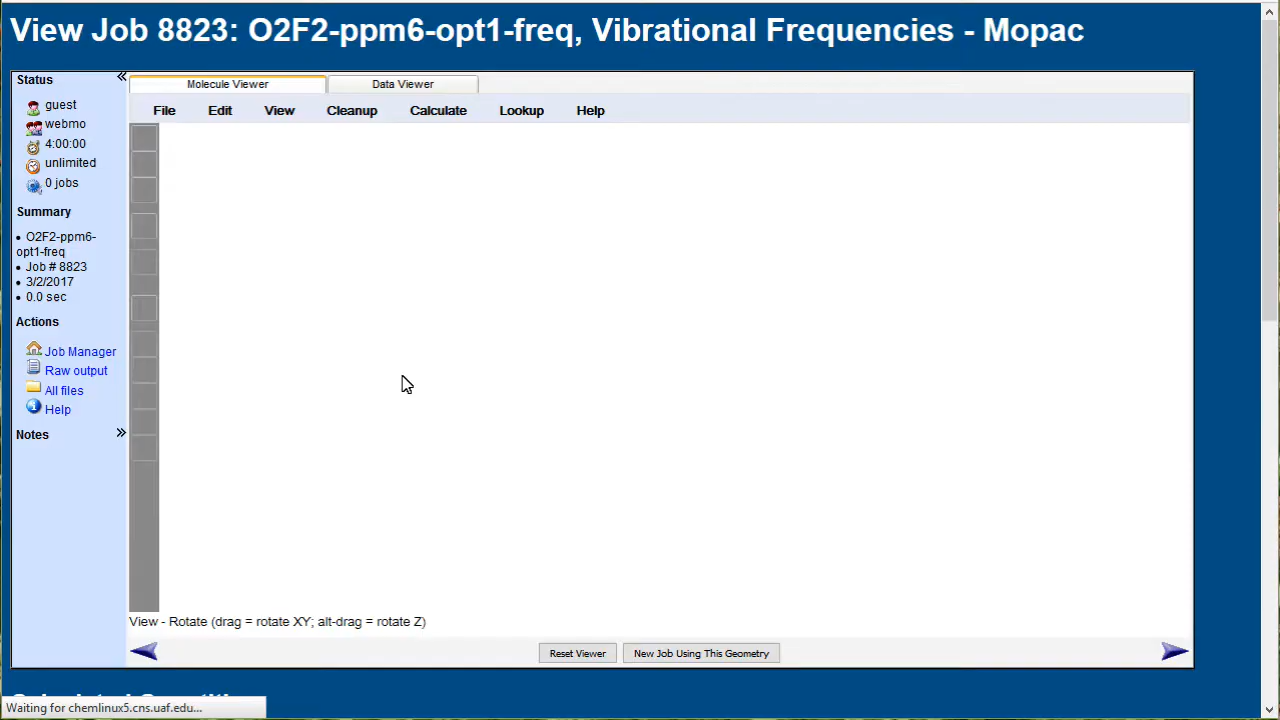 View Job 8823: O2F2-ppm6-opt1-freq, Vibrational Frequencies - Mopac
Status
guest
webmo
4:00:00
unlimited
0 jobs
Summary
• O2F2-ppm6-
opt1-freq
• Job # 8823
• 3/2/2017
• 0.0 sec
Actions
Job Manager
Raw output
All files
Help
Notes
Molecule Viewer Data Viewer
File Edit View Cleanup Calculate Lookup Help
View - Rotate (drag = rotate XY; alt-drag = rotate Z)
Reset Viewer New Job Using This Geometry
Waiting for chemlinux5.cns.uaf.edu...